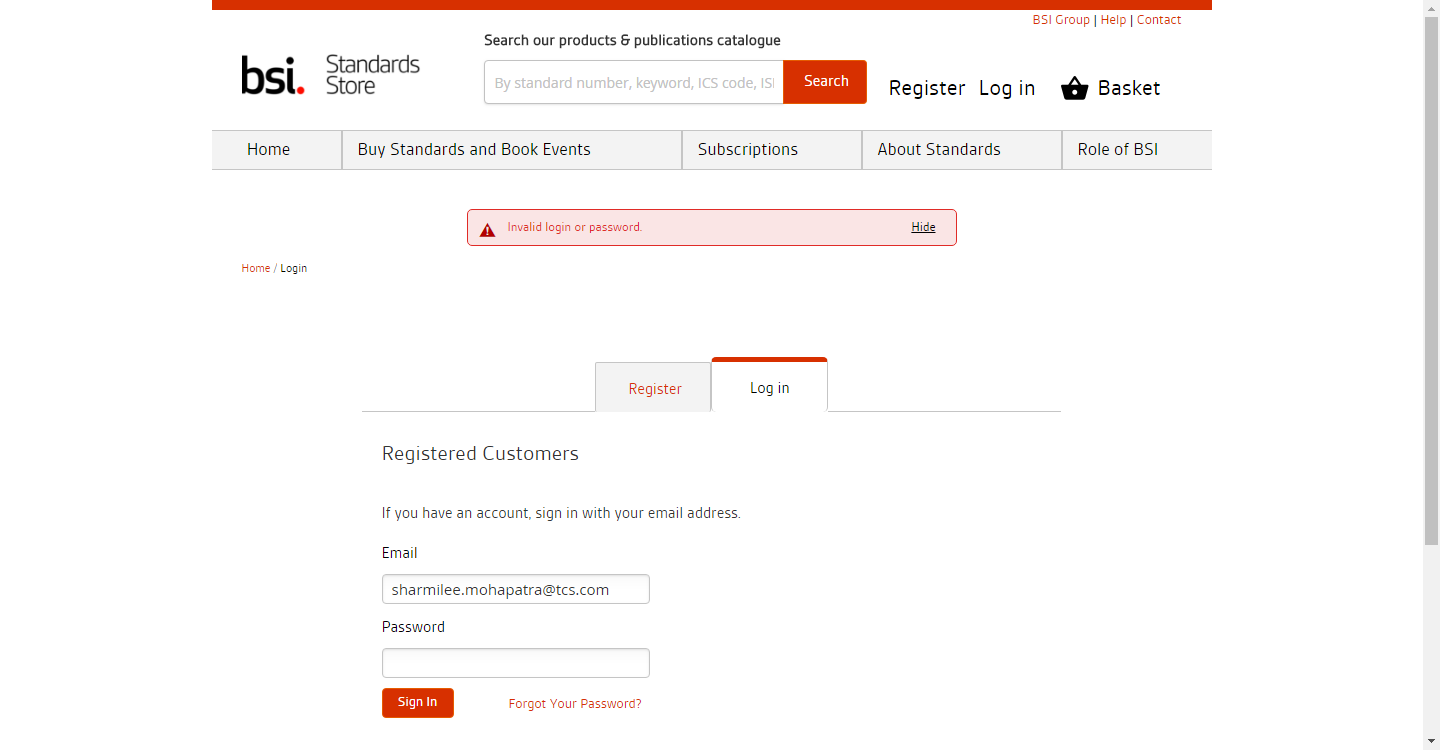 BSI Group | Help | Contact
Search our products & publications catalogue
bsi. Standards Store
By standard number, keyword, ICS code, ISI
Search
Register Log in Basket
Home Buy Standards and Book Events Subscriptions About Standards Role of BSI
Invalid login or password. Hide
Home / Login
Register Log in
Registered Customers
If you have an account, sign in with your email address.
Email
sharmilee.mohapatra@tcs.com
Password
Sign In Forgot Your Password?